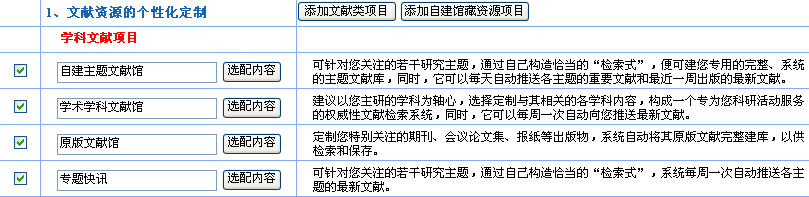 1、文献资源的个性化定制 添加文献类项目 添加自建馆藏资源项目
学科文献项目
自建主题文献馆 选配内容 可针对您关注的若干研究主题，通过自己构造恰当的“检索式”，便可建您专用的完整、系统
的主题文献库，同时，它可以每天自动推送各主题的重要文献和最近一周出版的最新文献。
学术学科文献馆 选配内容 建议以您主研的学科为轴心，选择定制与其相关的各学科内容，构成一个专为您科研活动服务
的权威性文献检索系统，同时，它可以每周一次自动向您推送最新文献。
原版文献馆 选配内容 定制您特别关注的期刊、会议论文集、报纸等出版物，系统自动将其原版文献完整建库，以供
检索和保存。
专题快讯 选配内容 可针对您关注的若干研究主题，通过自己构造恰当的“检索式”，系统每周一次自动推送各主
题的最新文献。